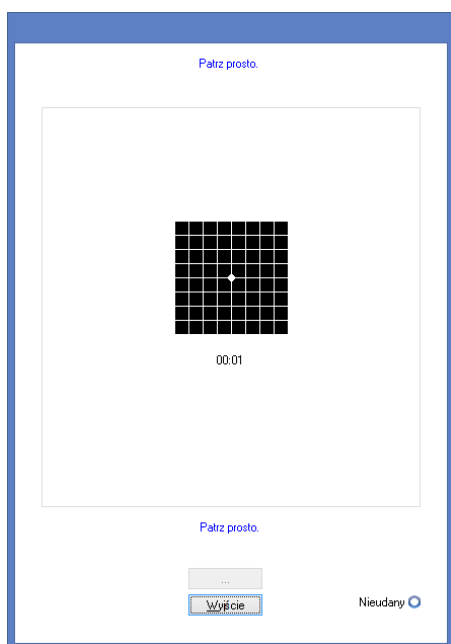 Patrz prosto.
00:01
Patrz prosto.
...
Wyjście
Nieudany